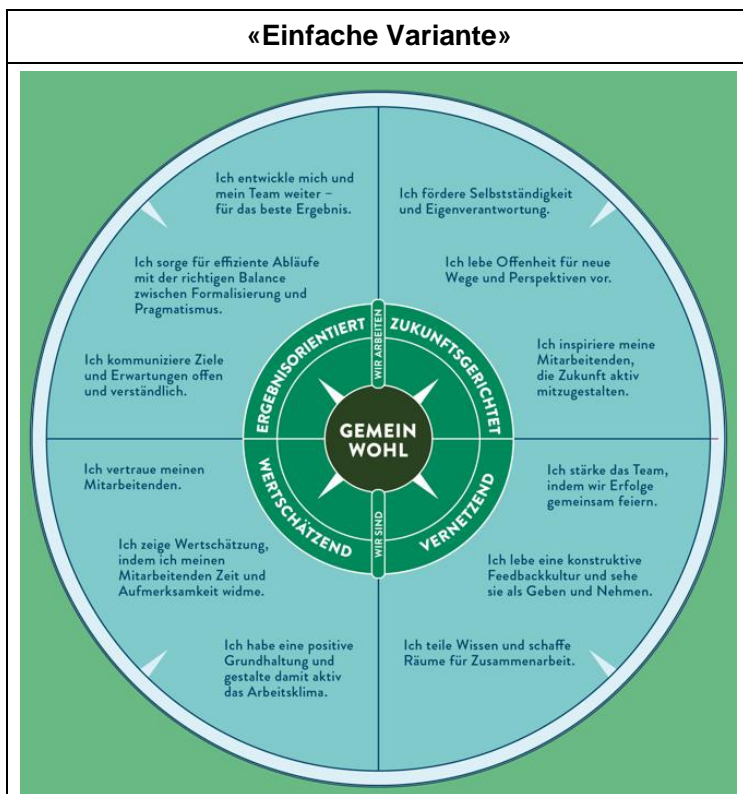 «Einfache Variante»
Ich entwickle mich und
mein Team weiter –
für das beste Ergebnis.
Ich sorge für effiziente Abläufe
mit der richtigen Balance
zwischen Formalisierung und
Pragmatismus.
Ich kommuniziere Ziele
und Erwartungen offen
und verständlich.
Ich fördere Selbstständigkeit
und Eigenverantwortung.
Ich lebe Offenheit für neue
Wege und Perspektiven vor.
Ich inspiriere meine
Mitarbeitenden,
die Zukunft aktiv
mitzugestalten.
ERGEBNISORIENTIERT
WIR ARBEITEN
ZUKUNFTSGERICHTET
GEMEIN
WOHL
WERTSCHÄTZEND
WIR SIND
VERNETZEND
Ich vertraue meinen
Mitarbeitenden.
Ich zeige Wertschätzung,
indem ich meinen
Mitarbeitenden Zeit und
Aufmerksamkeit widme.
Ich habe eine positive
Grundhaltung und
gestalte damit aktiv
das Arbeitsklima.
Ich stärke das Team,
indem wir Erfolge
gemeinsam feiern.
Ich lebe eine konstruktive
Feedbackkultur und sehe
sie als Geben und Nehmen.
Ich teile Wissen und schaffe
Räume für Zusammenarbeit.